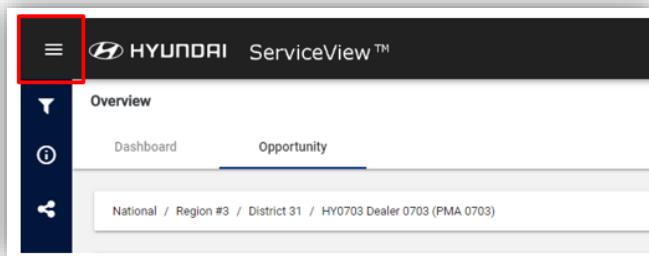 HYUNDAI ServiceView™
Overview
Dashboard Opportunity
National / Region #3 / District 31 / HY0703 Dealer 0703 (PMA 0703)